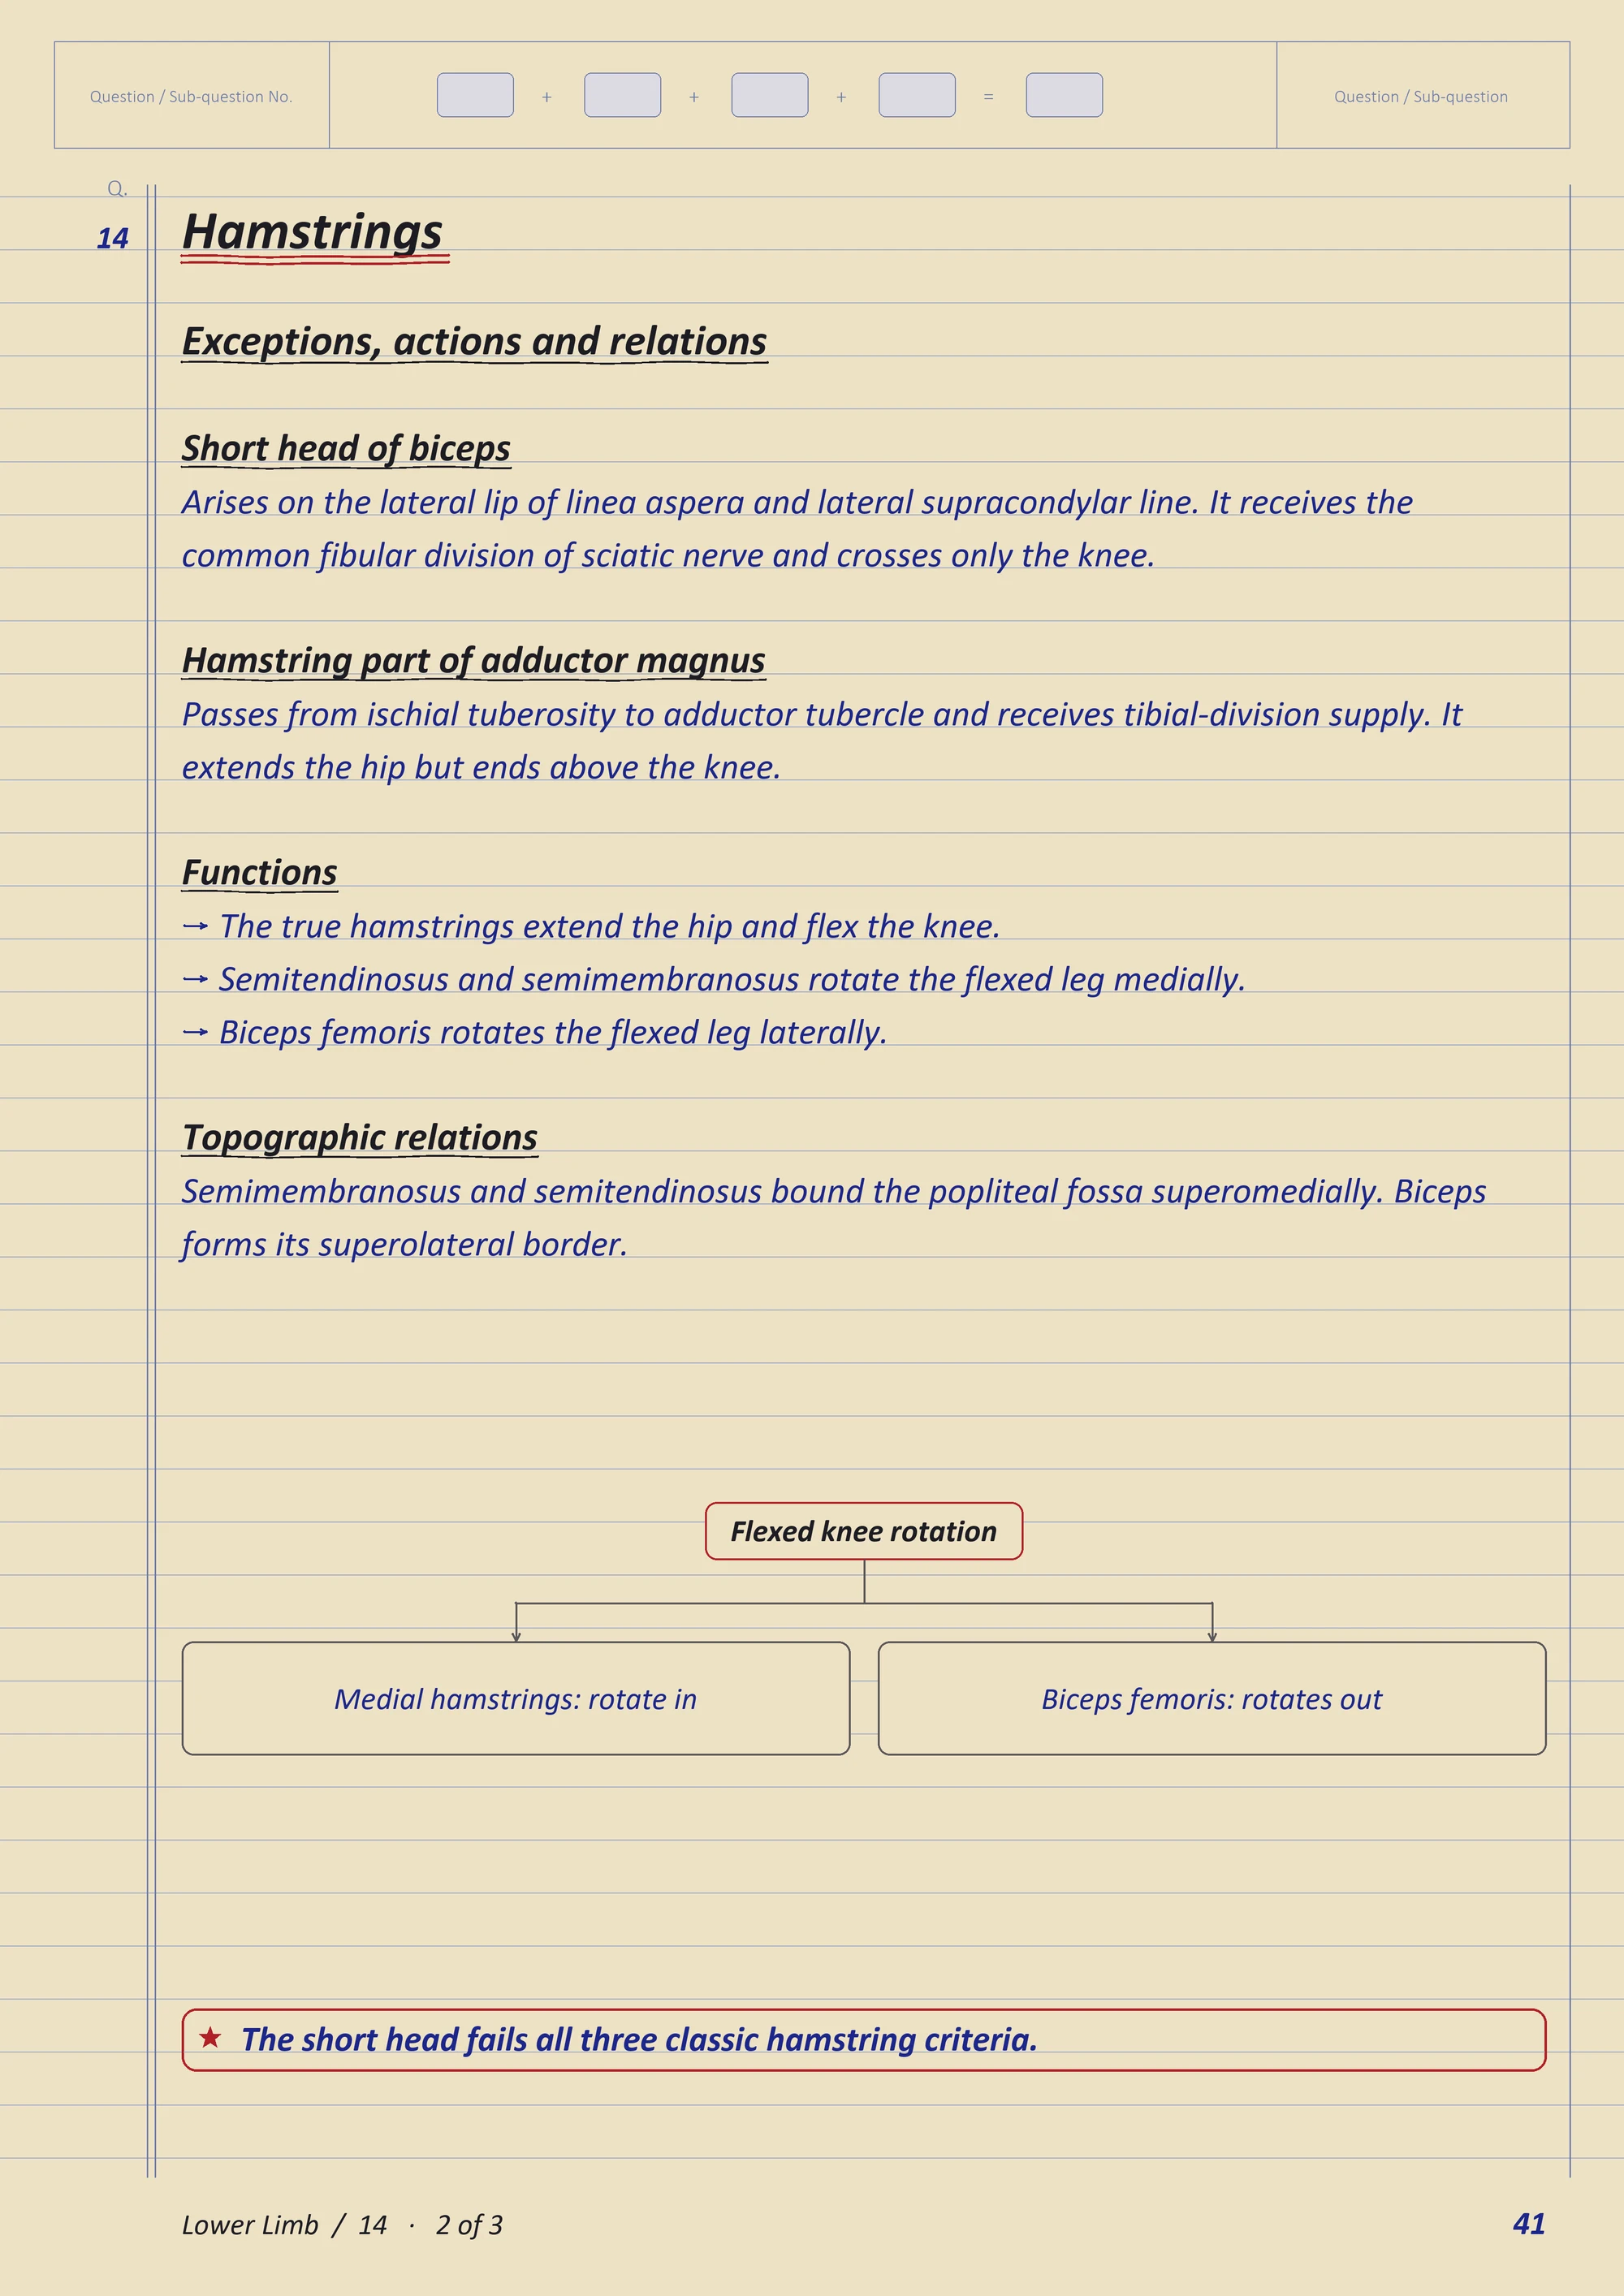 Question / Sub-question No.
+ + + =
Question / Sub-question
Q.
14
Hamstrings
Exceptions, actions and relations
Short head of biceps
Arises on the lateral lip of linea aspera and lateral supracondylar line. It receives the
common fibular division of sciatic nerve and crosses only the knee.
Hamstring part of adductor magnus
Passes from ischial tuberosity to adductor tubercle and receives tibial-division supply. It
extends the hip but ends above the knee.
Functions
→ The true hamstrings extend the hip and flex the knee.
→ Semitendinosus and semimembranosus rotate the flexed leg medially.
→ Biceps femoris rotates the flexed leg laterally.
Topographic relations
Semimembranosus and semitendinosus bound the popliteal fossa superomedially. Biceps
forms its superolateral border.
Flexed knee rotation
Medial hamstrings: rotate in
Biceps femoris: rotates out
★ The short head fails all three classic hamstring criteria.
Lower Limb / 14 · 2 of 3
41